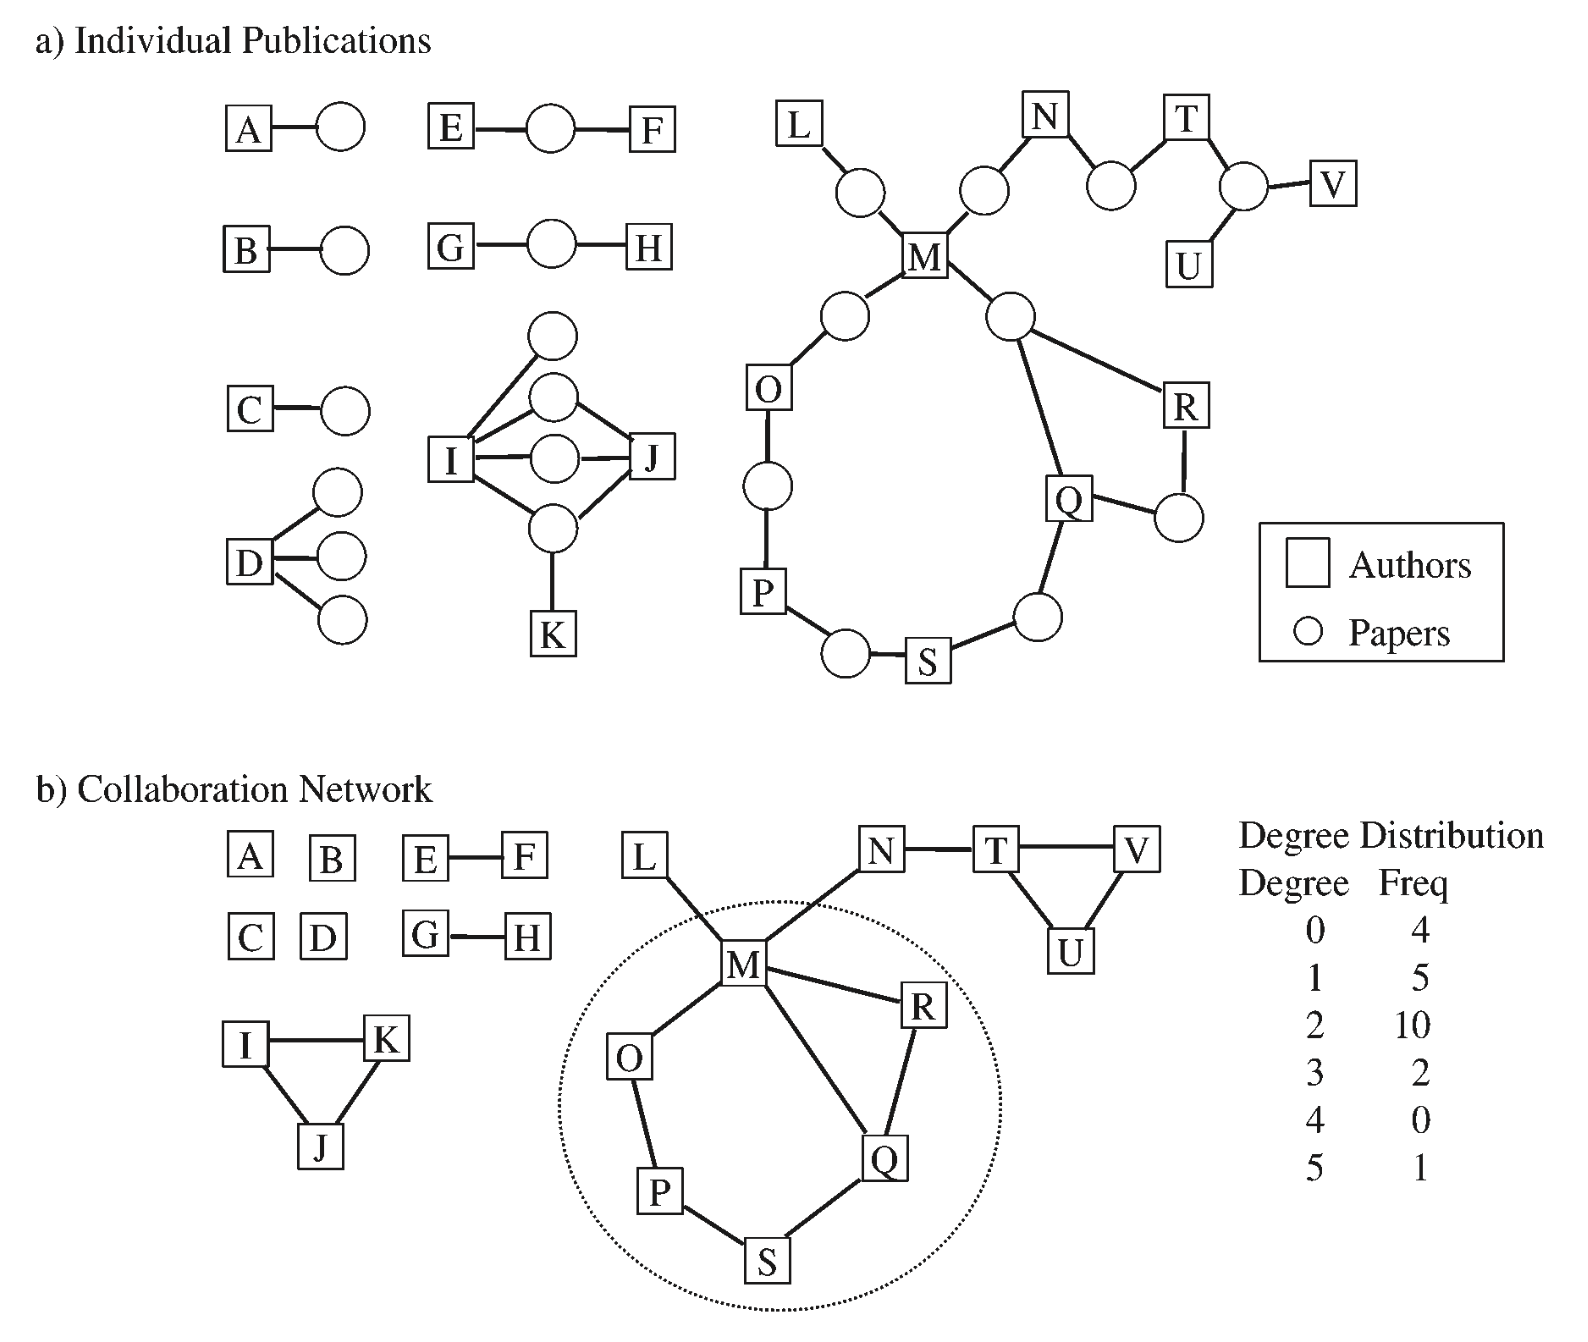 a) Individual Publications
A
E
F
L
N
T
V
B
G
H
M
U
O
R
C
I
J
Q
D
P
K
S
Authors
Papers
b) Collaboration Network
A
B
E
F
L
N
T
V
C
D
G
H
M
U
R
I
K
O
J
Q
P
S
Degree Distribution
Degree Freq
0 4
1 5
2 10
3 2
4 0
5 1